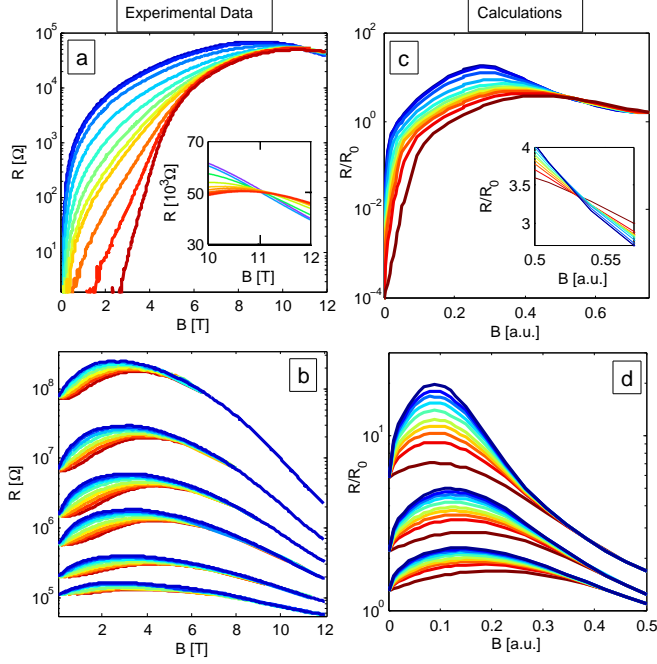 Experimental Data
Calculations
a
R [Ω]
10^5
10^4
10^3
10^2
10^1
0 2 4 6 8 10 12
B [T]
R [10^3Ω]
70
50
30
10 11 12
B [T]
c
R/R_0
10^2
10^0
10^−2
10^−4
0 0.2 0.4 0.6
B [a.u.]
R/R_0
4
3.5
3
0.5 0.55
B [a.u.]
b
R [Ω]
10^8
10^7
10^6
10^5
2 4 6 8 10 12
B [T]
d
R/R_0
10^1
10^0
0 0.1 0.2 0.3 0.4 0.5
B [a.u.]